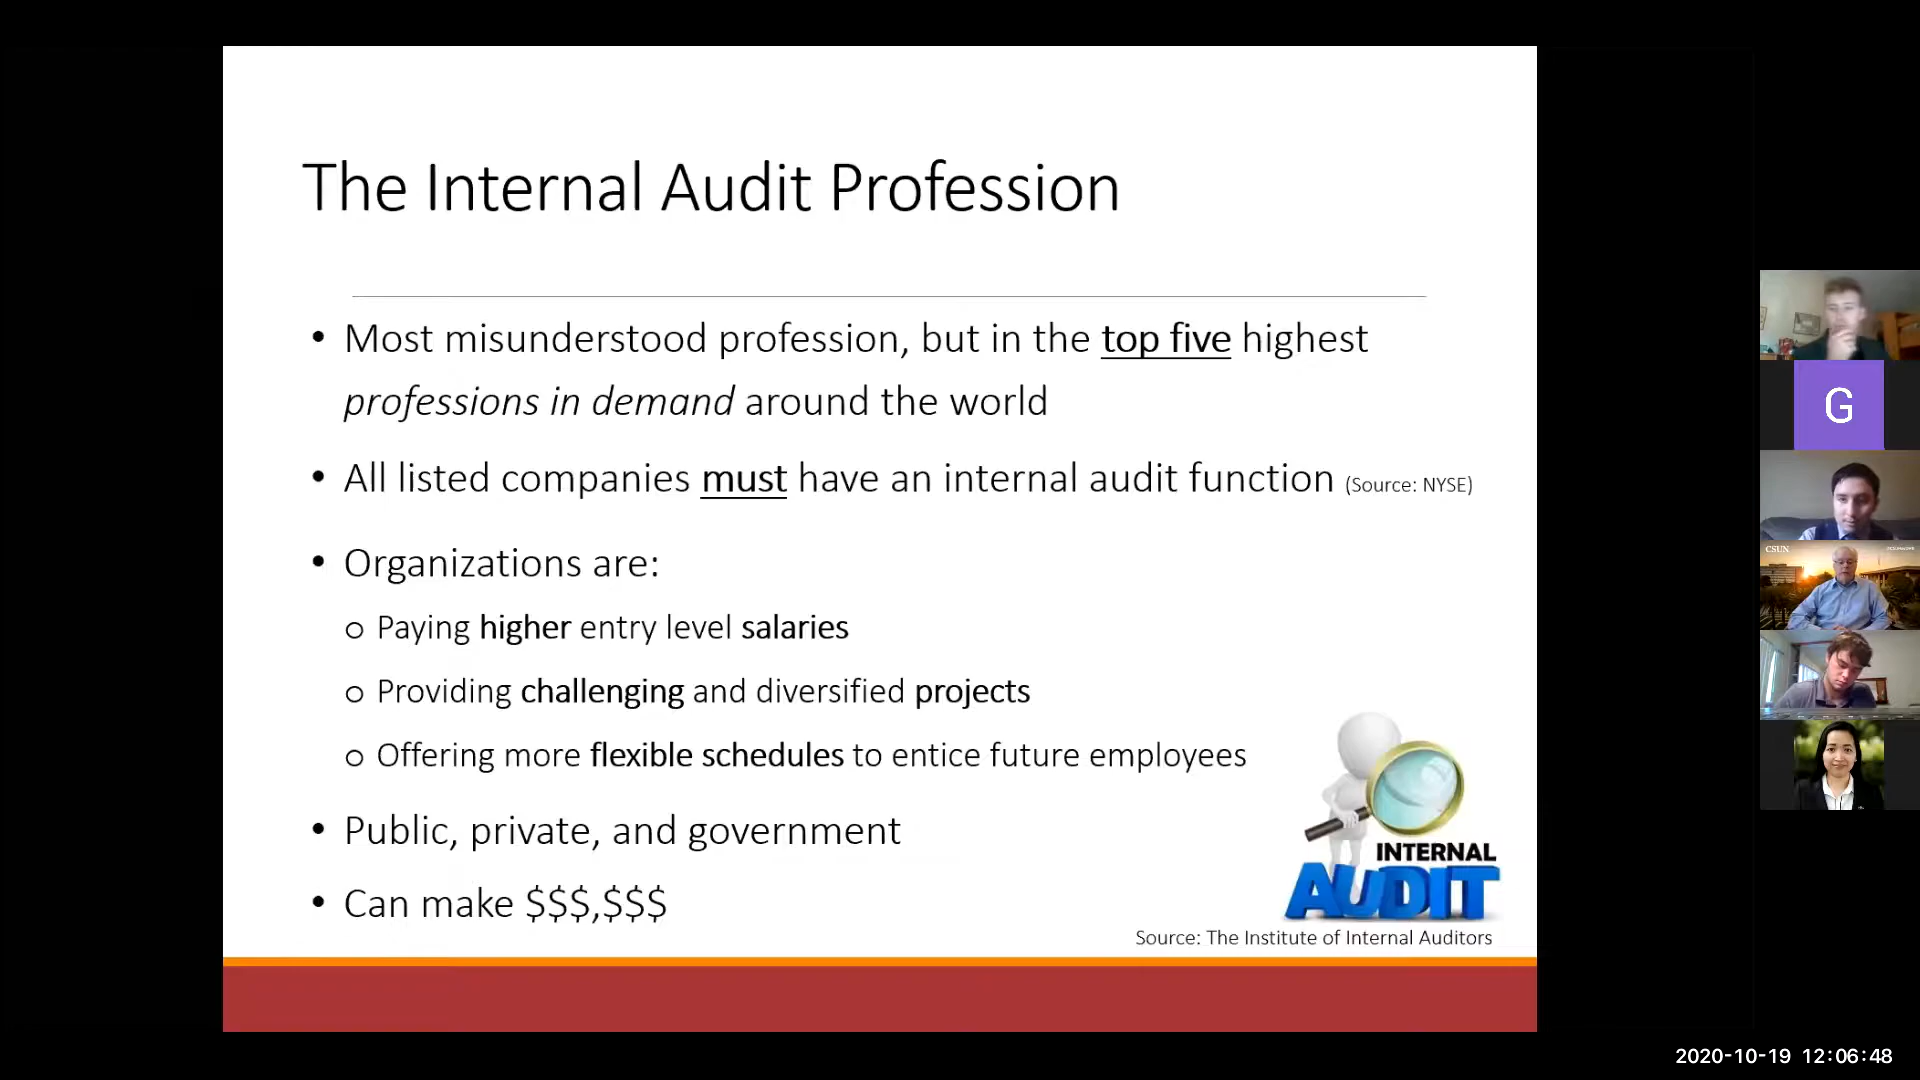 The Internal Audit Profession
• Most misunderstood profession, but in the top five highest
professions in demand around the world
• All listed companies must have an internal audit function (Source: NYSE)
• Organizations are:
o Paying higher entry level salaries
o Providing challenging and diversified projects
o Offering more flexible schedules to entice future employees
• Public, private, and government
• Can make $$$,$$$
INTERNAL
AUDIT
Source: The Institute of Internal Auditors
G
CSUN
2020-10-19 12:06:48